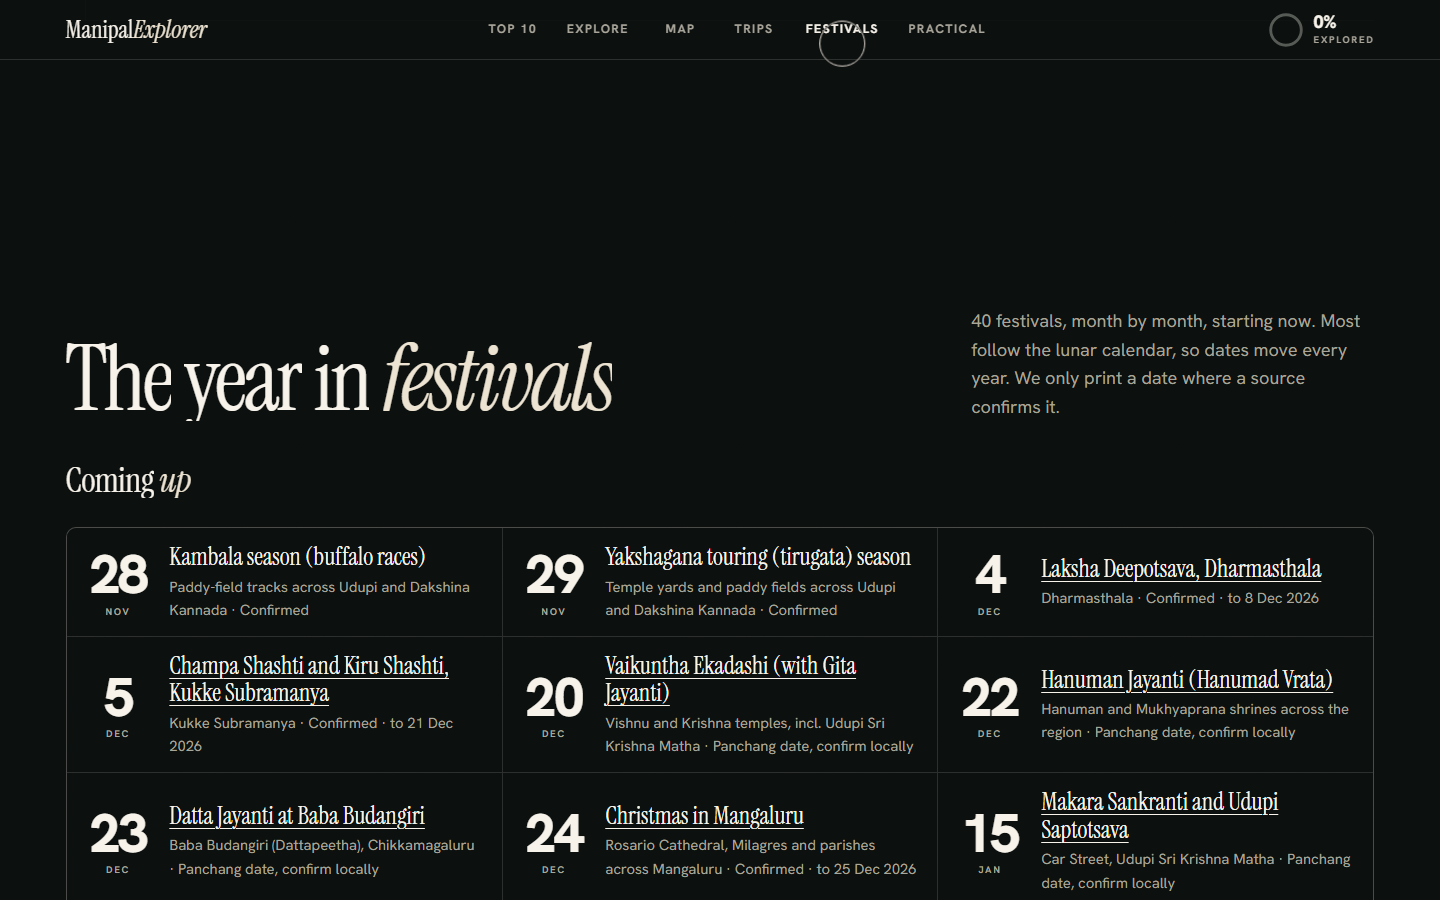 ManipalExplorer
TOP 10 EXPLORE MAP TRIPS FESTIVALS PRACTICAL
0%
EXPLORED
40 festivals, month by month, starting now. Most
follow the lunar calendar, so dates move every
year. We only print a date where a source
confirms it.
The year in festivals
Coming up
28
NOV
Kambala season (buffalo races)
Paddy-field tracks across Udupi and Dakshina
Kannada · Confirmed
29
NOV
Yakshagana touring (tirugata) season
Temple yards and paddy fields across Udupi
and Dakshina Kannada · Confirmed
4
DEC
Laksha Deepotsava, Dharmasthala
Dharmasthala · Confirmed · to 8 Dec 2026
5
DEC
Champa Shashti and Kiru Shashti,
Kukke Subramanya
Kukke Subramanya · Confirmed · to 21 Dec
2026
20
DEC
Vaikuntha Ekadashi (with Gita
Jayanti)
Vishnu and Krishna temples, incl. Udupi Sri
Krishna Matha · Panchang date, confirm locally
22
DEC
Hanuman Jayanti (Hanumad Vrata)
Hanuman and Mukhyaprana shrines across the
region · Panchang date, confirm locally
23
DEC
Datta Jayanti at Baba Budangiri
Baba Budangiri (Dattapeetha), Chikkamagaluru
· Panchang date, confirm locally
24
DEC
Christmas in Mangaluru
Rosario Cathedral, Milagres and parishes
across Mangaluru · Confirmed · to 25 Dec 2026
15
JAN
Makara Sankranti and Udupi
Saptotsava
Car Street, Udupi Sri Krishna Matha · Panchang
date, confirm locally